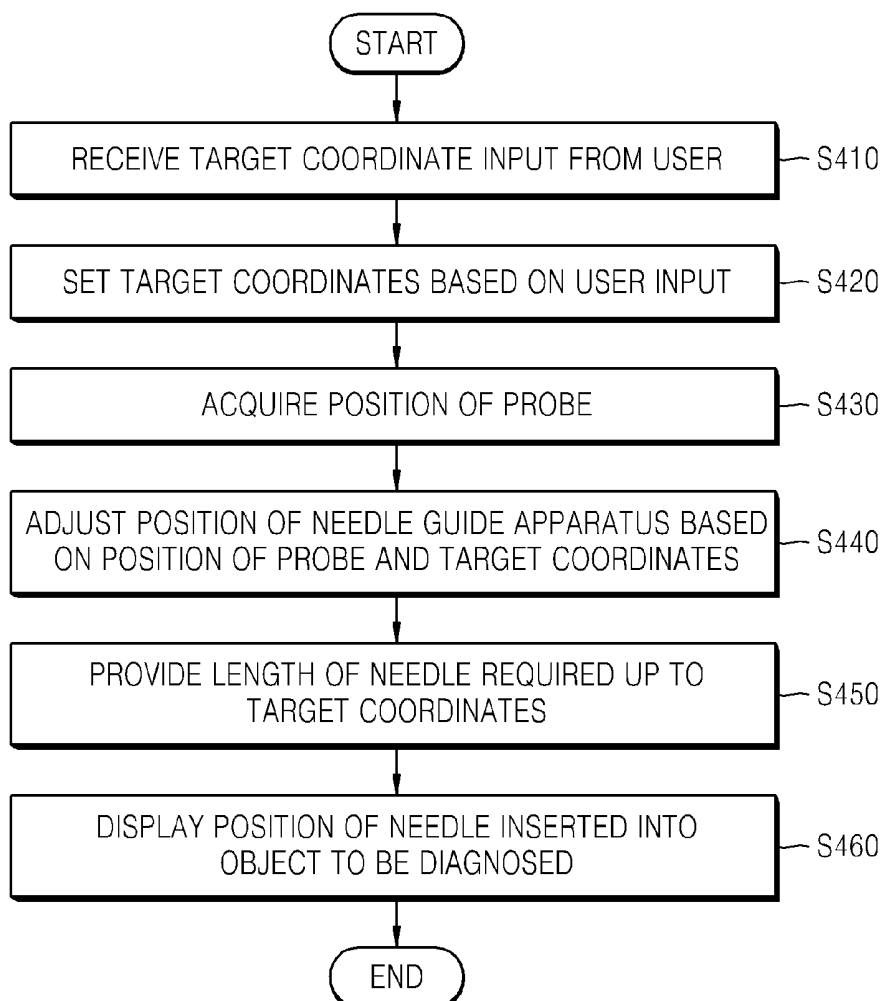 START
RECEIVE TARGET COORDINATE INPUT FROM USER
S410
SET TARGET COORDINATES BASED ON USER INPUT
S420
ACQUIRE POSITION OF PROBE
S430
ADJUST POSITION OF NEEDLE GUIDE APPARATUS BASED
ON POSITION OF PROBE AND TARGET COORDINATES
S440
PROVIDE LENGTH OF NEEDLE REQUIRED UP TO
TARGET COORDINATES
S450
DISPLAY POSITION OF NEEDLE INSERTED INTO
OBJECT TO BE DIAGNOSED
S460
END